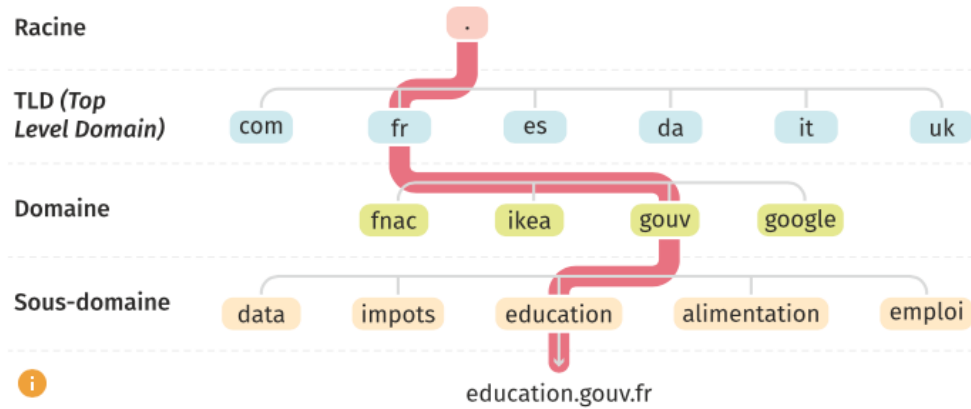 Racine
.
TLD (Top
Level Domain)
com fr es da it uk
Domaine
fnac ikea gouv google
Sous-domaine
data impots education alimentation emploi
i
education.gouv.fr